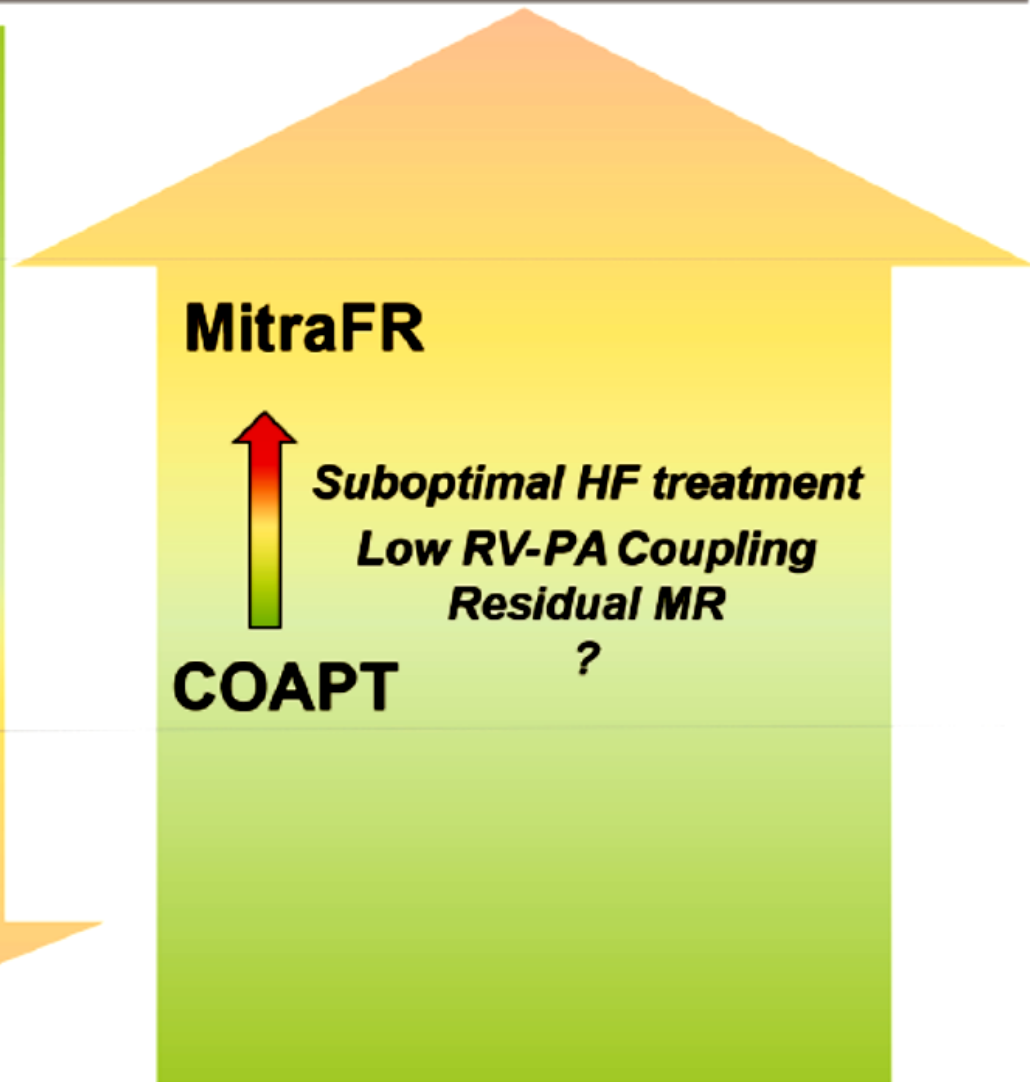 MitraFR
Suboptimal HF treatment
Low RV-PA Coupling
Residual MR
?
COAPT